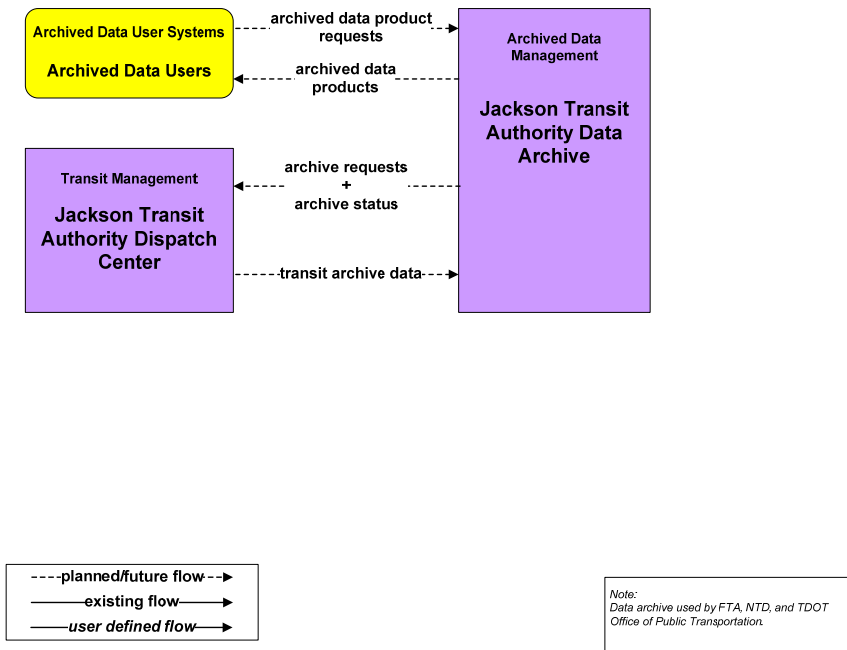 Archived Data User Systems
Archived Data Users
archived data product
requests
archived data
products
Archived Data
Management
Jackson Transit
Authority Data
Archive
Transit Management
Jackson Transit
Authority Dispatch
Center
archive requests
+
archive status
transit archive data
planned/future flow
existing flow
user defined flow
Note:
Data archive used by FTA, NTD, and TDOT
Office of Public Transportation.